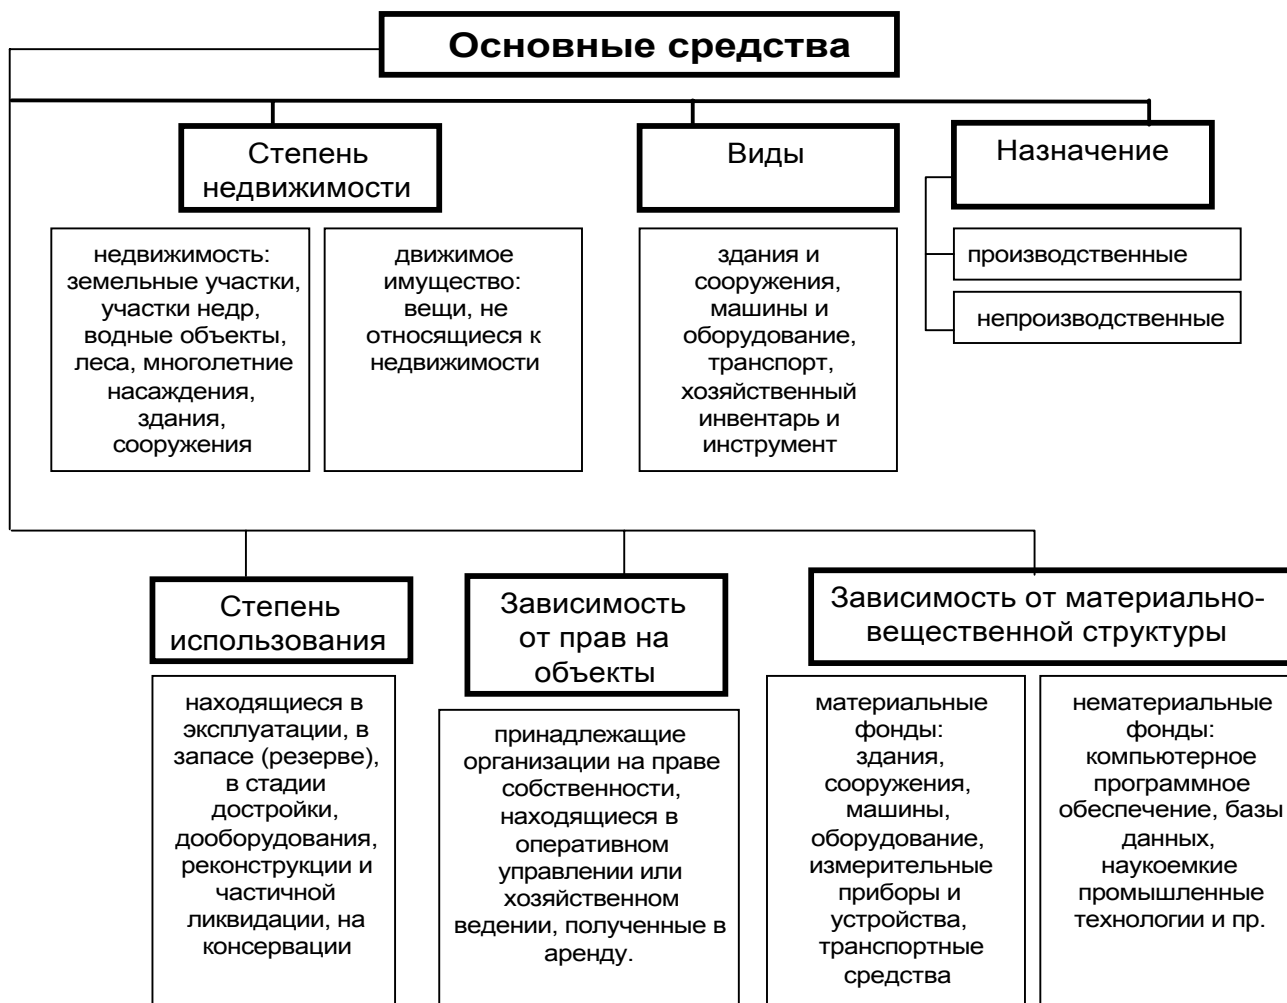 Основные средства
Степень
недвижимости
Виды
Назначение
недвижимость:
земельные участки,
участки недр,
водные объекты,
леса, многолетние
насаждения,
здания,
сооружения
движимое
имущество:
вещи, не
относящиеся к
недвижимости
здания и
сооружения,
машины и
оборудование,
транспорт,
хозяйственный
инвентарь и
инструмент
производственные
непроизводственные
Степень
использования
Зависимость
от прав на
объекты
Зависимость от материально-
вещественной структуры
находящиеся в
эксплуатации, в
запасе (резерве),
в стадии
достройки,
дооборудования,
реконструкции и
частичной
ликвидации, на
консервации
принадлежащие
организации на праве
собственности,
находящиеся в
оперативном
управлении или
хозяйственном
ведении, полученные в
аренду.
материальные
фонды:
здания,
сооружения,
машины,
оборудование,
измерительные
приборы и
устройства,
транспортные
средства
нематериальные
фонды:
компьютерное
программное
обеспечение, базы
данных,
наукоемкие
промышленные
технологии и пр.